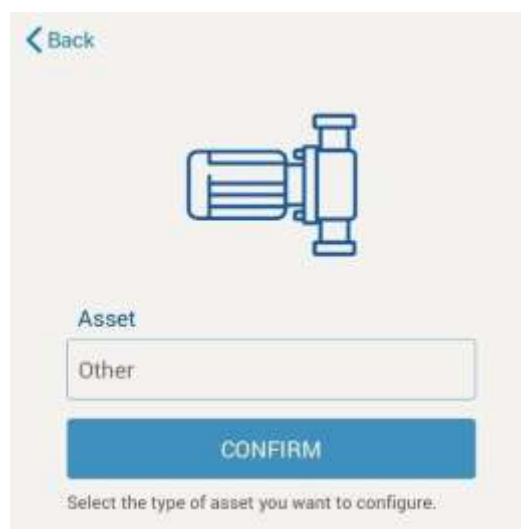 Back
Asset
Other
CONFIRM
Select the type of asset you want to configure.